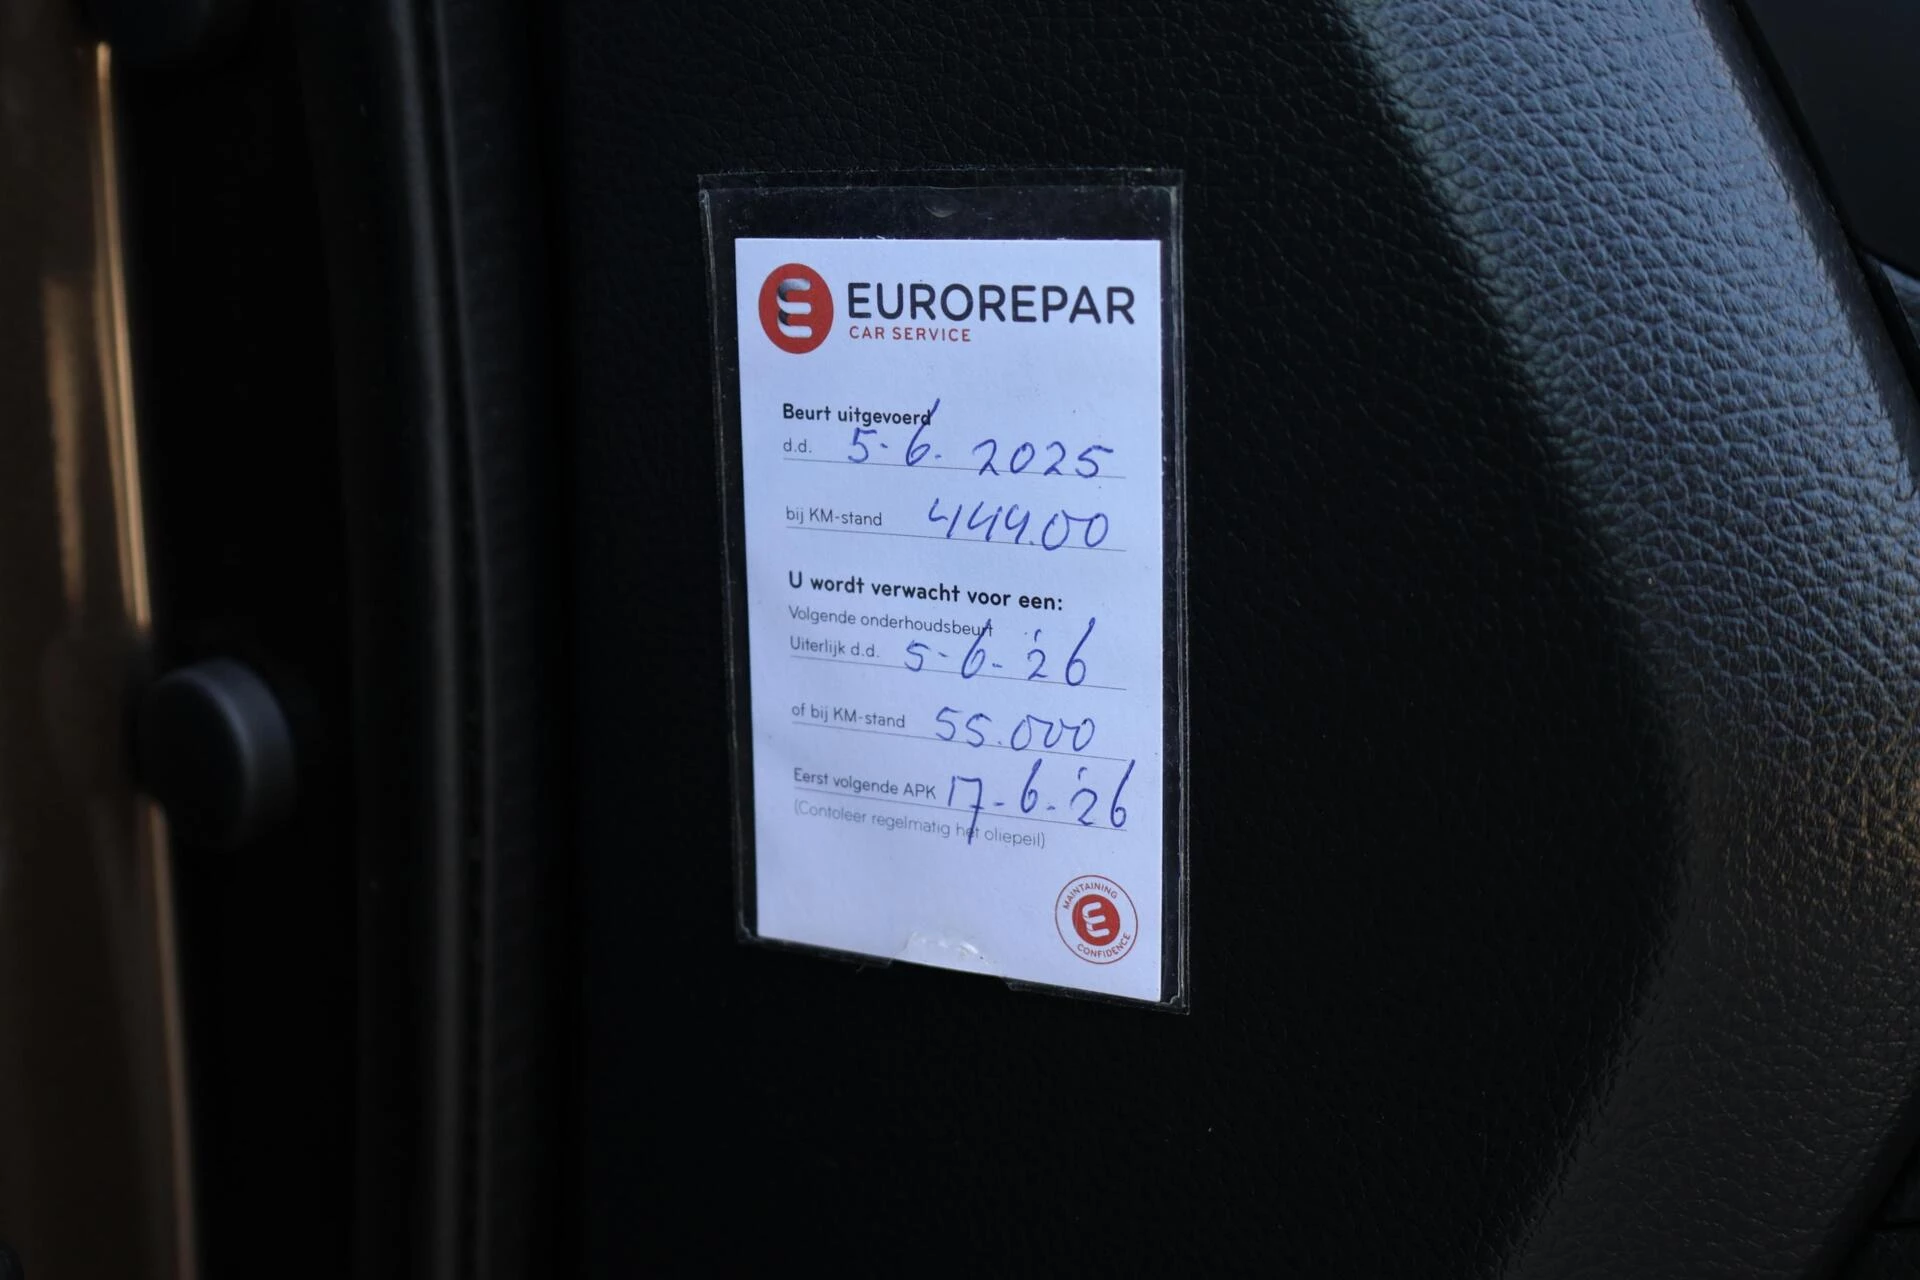 EUROREPAR
CAR SERVICE
Beurt uitgevoerd
d.d. 5-6. 2025
bij KM-stand 444.00
U wordt verwacht voor een:
Volgende onderhoudsbeurt
Uiterlijk d.d. 5-6-'26
of bij KM-stand 55.000
Eerst volgende APK 17-6-'26
(Contoleer regelmatig het oliepeil)
MAINTAINING
CONFIDENCE